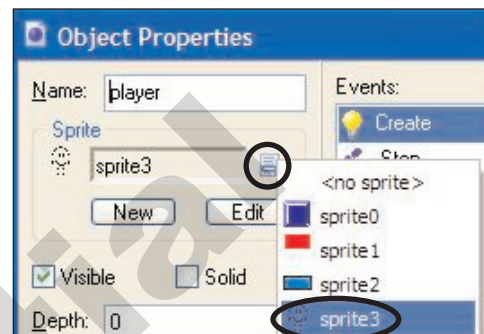 Object Properties
Name: player
Events:
Sprite
Create
sprite3
Step
<no sprite>
New
Edit
sprite0
sprite1
Visible
Solid
sprite2
Depth: 0
sprite3